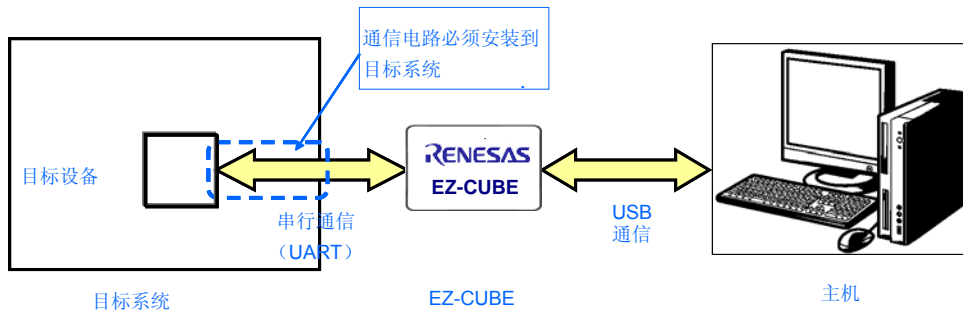 通信电路必须安装到
目标系统
RENESAS
EZ-CUBE
目标设备
串行通信
（UART）
USB
通信
目标系统
EZ-CUBE
主机